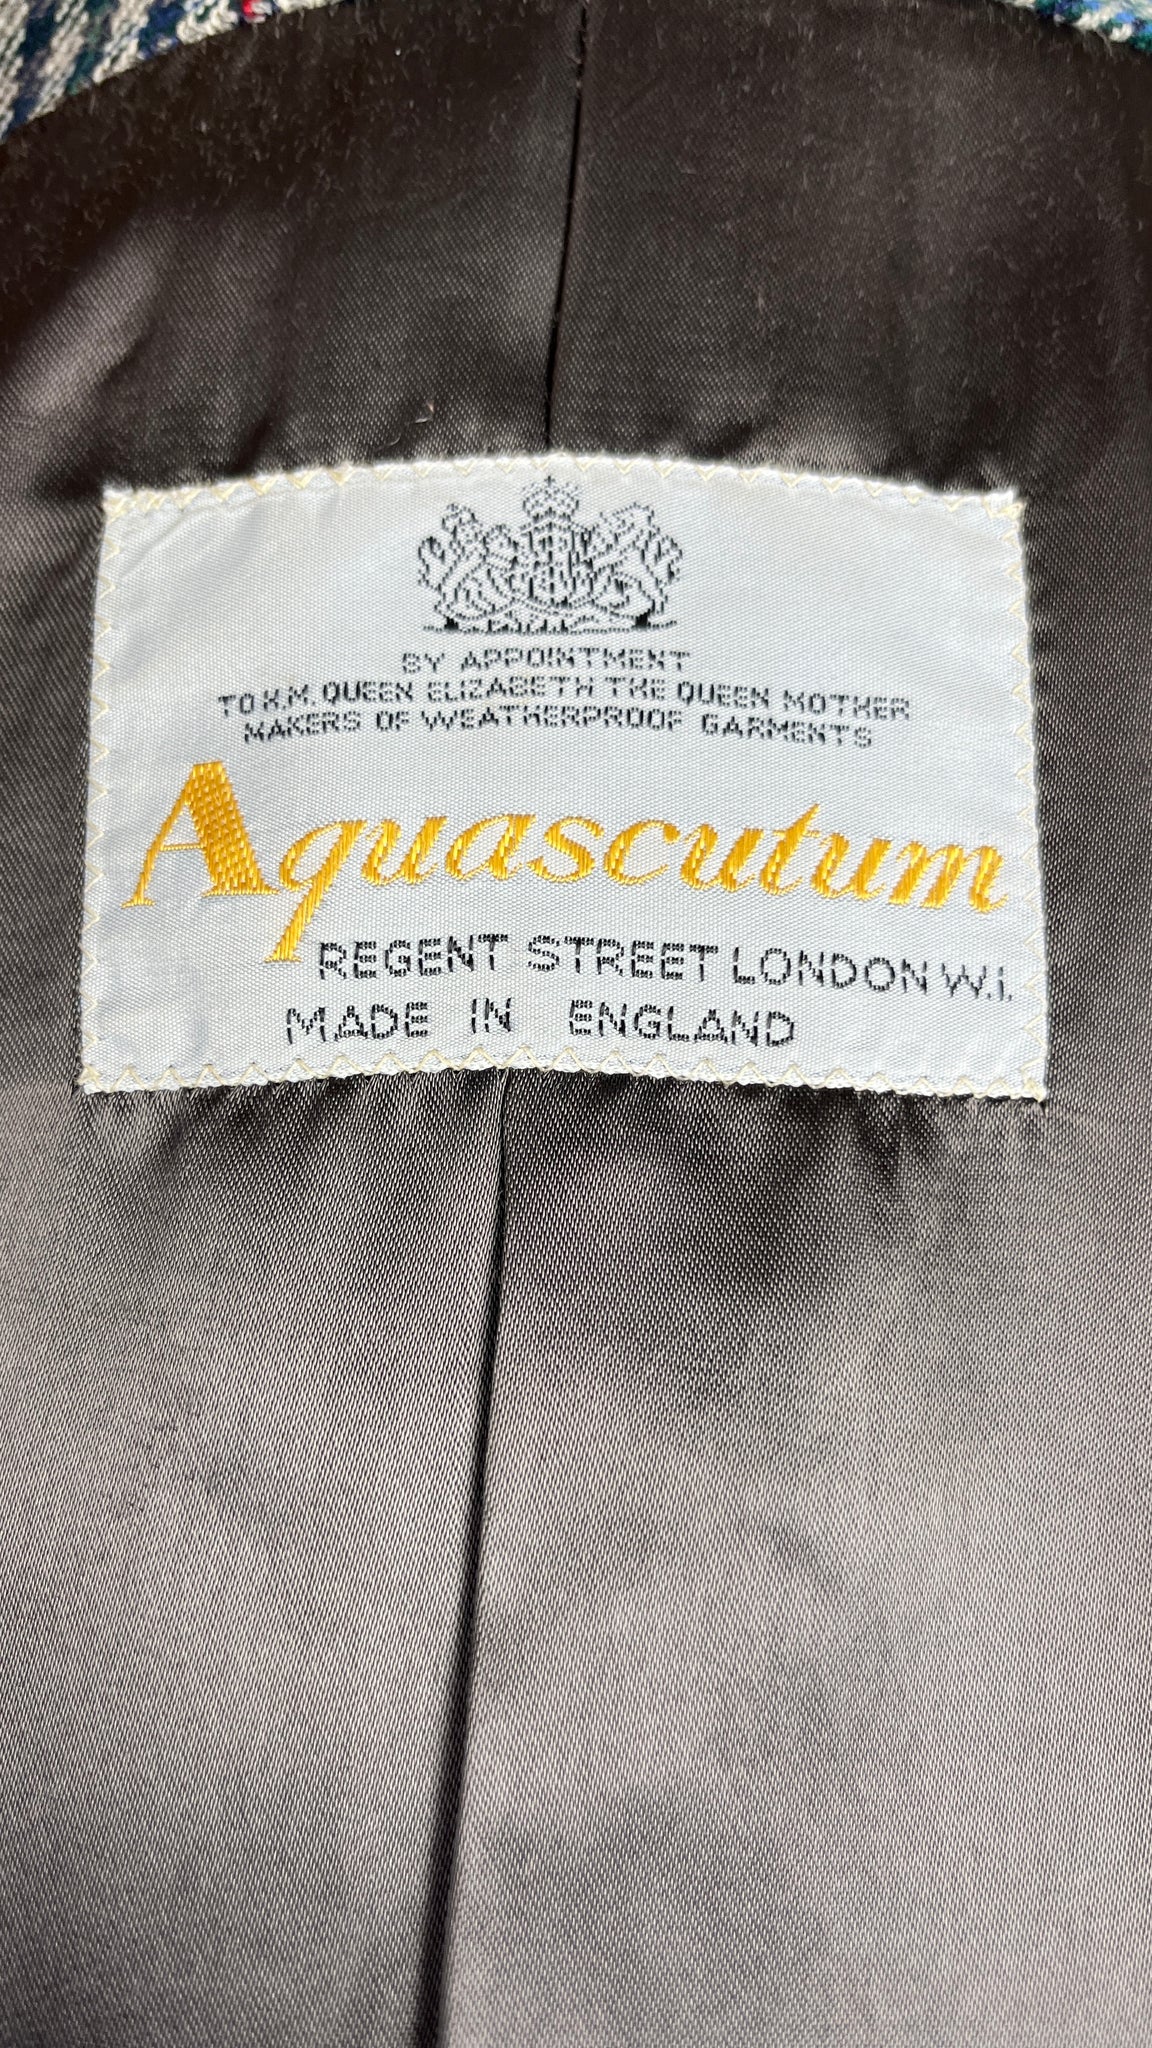 BY APPOINTMENT
TO H.M. QUEEN ELIZABETH THE QUEEN MOTHER
MAKERS OF WEATHERPROOF GARMENTS
Aquascutum
REGENT STREET LONDON W.1.
MADE IN ENGLAND